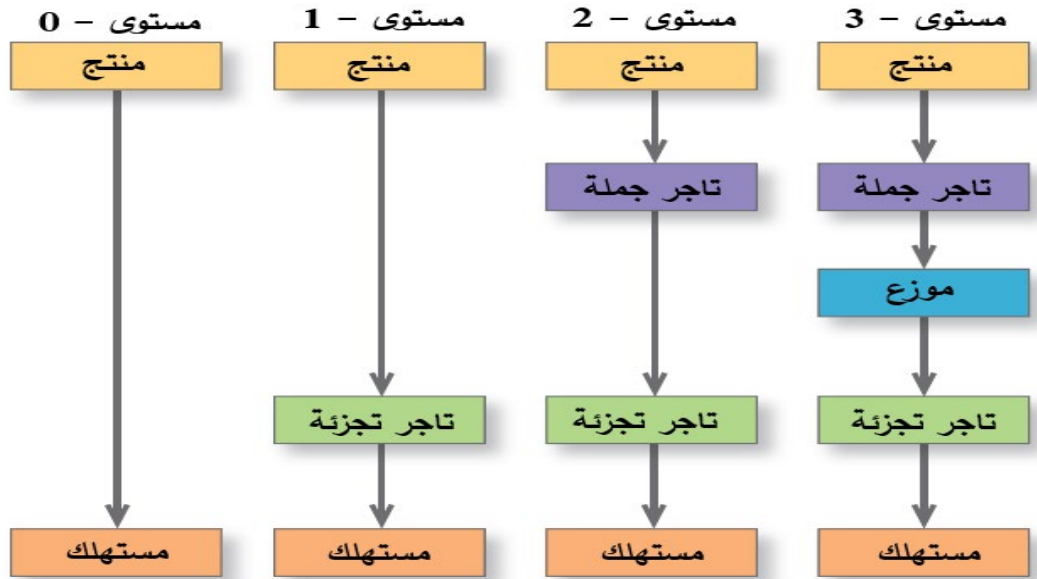 مستوى – 0
منتج
مستهلك
مستوى – 1
منتج
تاجر تجزئة
مستهلك
مستوى – 2
منتج
تاجر جملة
تاجر تجزئة
مستهلك
مستوى – 3
منتج
تاجر جملة
موزع
تاجر تجزئة
مستهلك